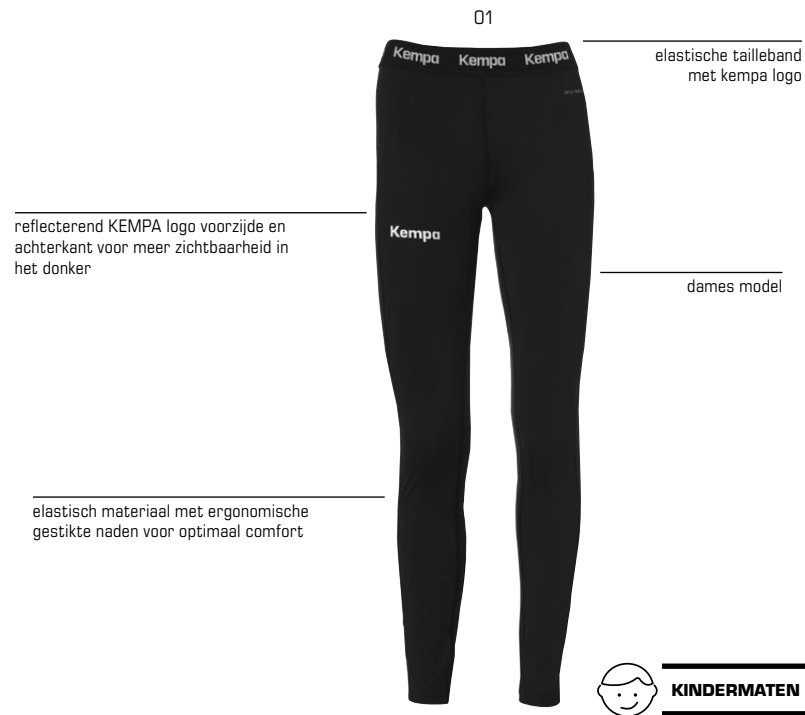 01
Kempa Kempa Kempa
elastische tailleband
met kempa logo
reflecterend KEMPA logo voorzijde en
achterkant voor meer zichtbaarheid in
het donker
Kempa
dames model
elastisch materiaal met ergonomische
gestikte naden voor optimaal comfort
KINDERMATEN